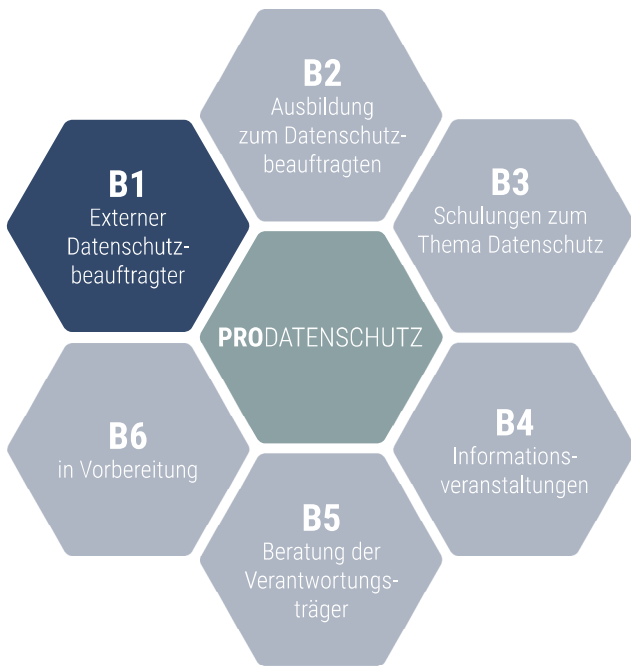 B1
Externer
Datenschutz-
beauftragter
B2
Ausbildung
zum Datenschutz-
beauftragten
B3
Schulungen zum
Thema Datenschutz
PRODATENSCHUTZ
B4
Informations-
veranstaltungen
B5
Beratung der
Verantwortungs-
träger
B6
in Vorbereitung